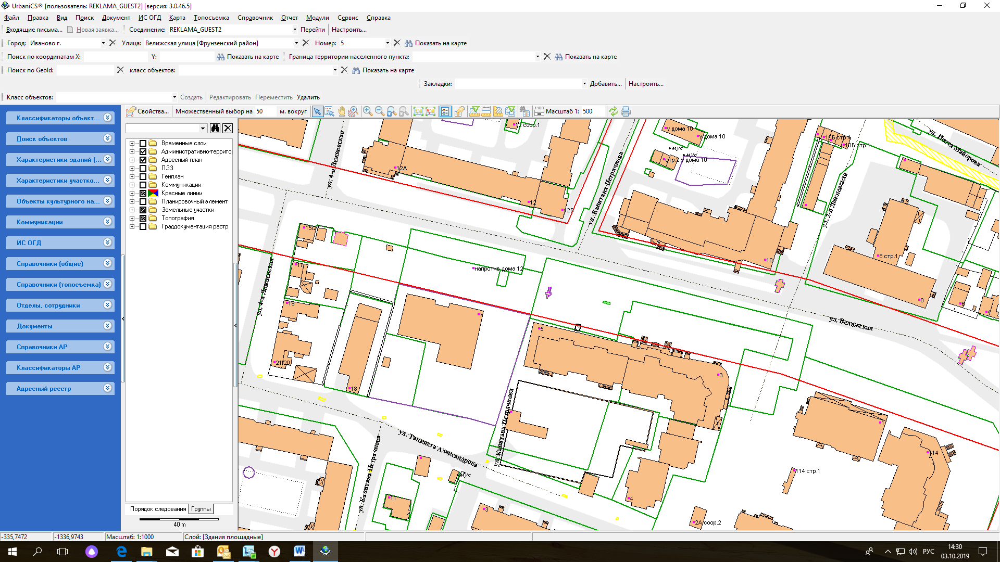 UrbaniCS® [пользователь: REKLAMA_GUEST2] [версия: 3.0.46.5]
Файл Правка Вид Поиск Документ ИС ОГД Карта Топосъемка Справочник Отчет Модули Сервис Справка
Входящие письма... Новая заявка... Соединение: REKLAMA_GUEST2 Перейти Настроить...
Город: Иваново г. Улица: Велижская улица [Фрунзенский район] Номер: 5 Показать на карте
Поиск по координатам X: Y: Показать на карте Граница территории населенного пункта: Показать на карте
Поиск по GeoId: класс объектов: Показать на карте
Закладки: Добавить... Настроить...
Класс объектов: Создать Редактировать Переместить Удалить
Свойства... Множественный выбор на 50 м. вокруг 1:100 Масштаб 1: 500
Классификаторы объект...
Поиск объектов
Характеристики зданий (...
Характеристики участко...
Объекты культурного на...
Коммуникации
ИС ОГД
Справочники (общие)
Справочники (топосъемка)
Отделы, сотрудники
Документы
Справочники АР
Классификаторы АР
Адресный реестр
Временные слои
Административно-территор
Адресный план
ПЗЗ
Генплан
Коммуникации
Красные линии
Планировочный элемент
Земельные участки
Топография
Граддокументация растр
Порядок следования Группы
40 m
12 соор.1
у дома 10
у дома 10
10Б стр.4
10Б стр.1
мус
мус
стр.2 у дома 10
ул. Поэта Майорова
ул. 4-я Лежневская
ул. Капитана Петрачкова
ул. 2-я Лежневская
12А
12
12Б
15/2
10
8 стр.1
17
напротив дома 12
ул. 4-я Лежневская
19
7
5
8
6
4
ул. Велижская
21/20
18
3
1
ул. Капитана Петрачкова
ул. Танкиста Александрова
ул. Капитана Петрачкова
114
мус
114 стр.1
11
3
4
2А соор.2
-335,7472 -1336,9743 Масштаб: 1:1000 Слой: [Здания площадные]
РУС
14:30
03.10.2019